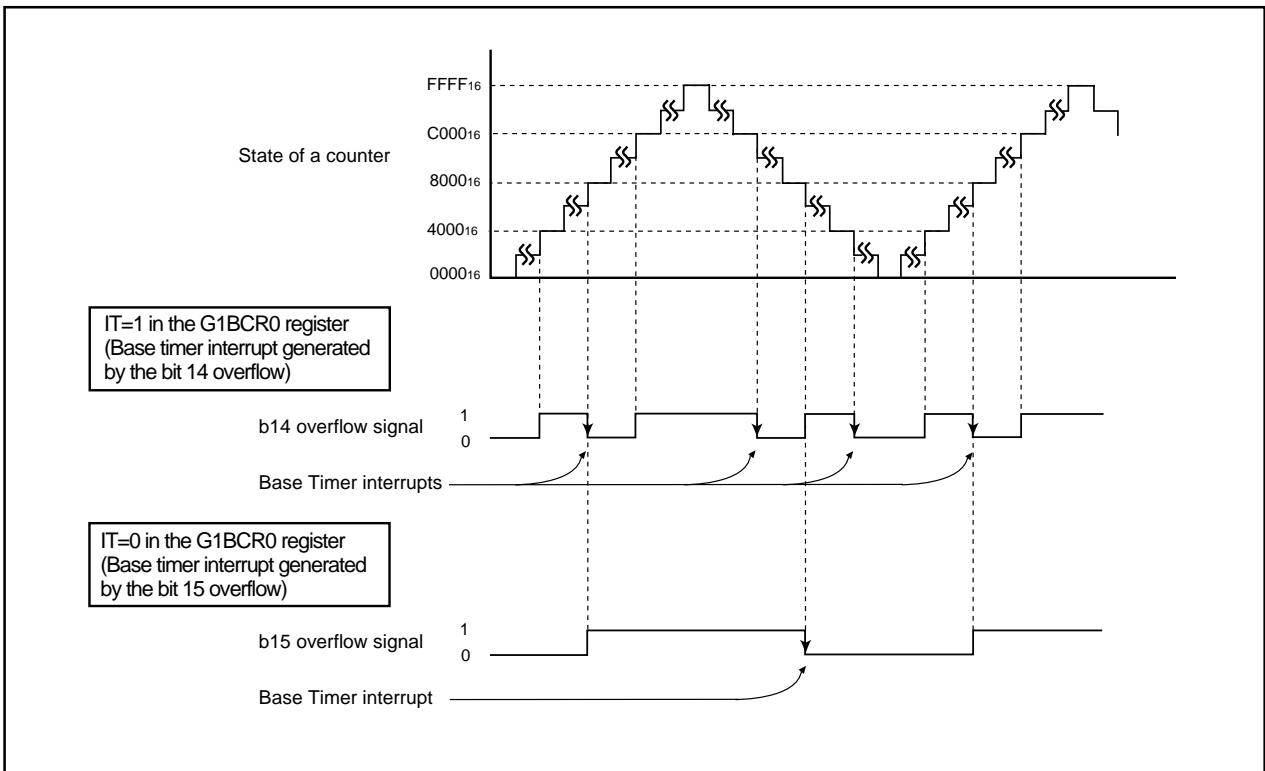 FFFF16
C00016
State of a counter
800016
400016
000016
IT=1 in the G1BCR0 register
(Base timer interrupt generated
by the bit 14 overflow)
b14 overflow signal
1
0
Base Timer interrupts
IT=0 in the G1BCR0 register
(Base timer interrupt generated
by the bit 15 overflow)
b15 overflow signal
1
0
Base Timer interrupt